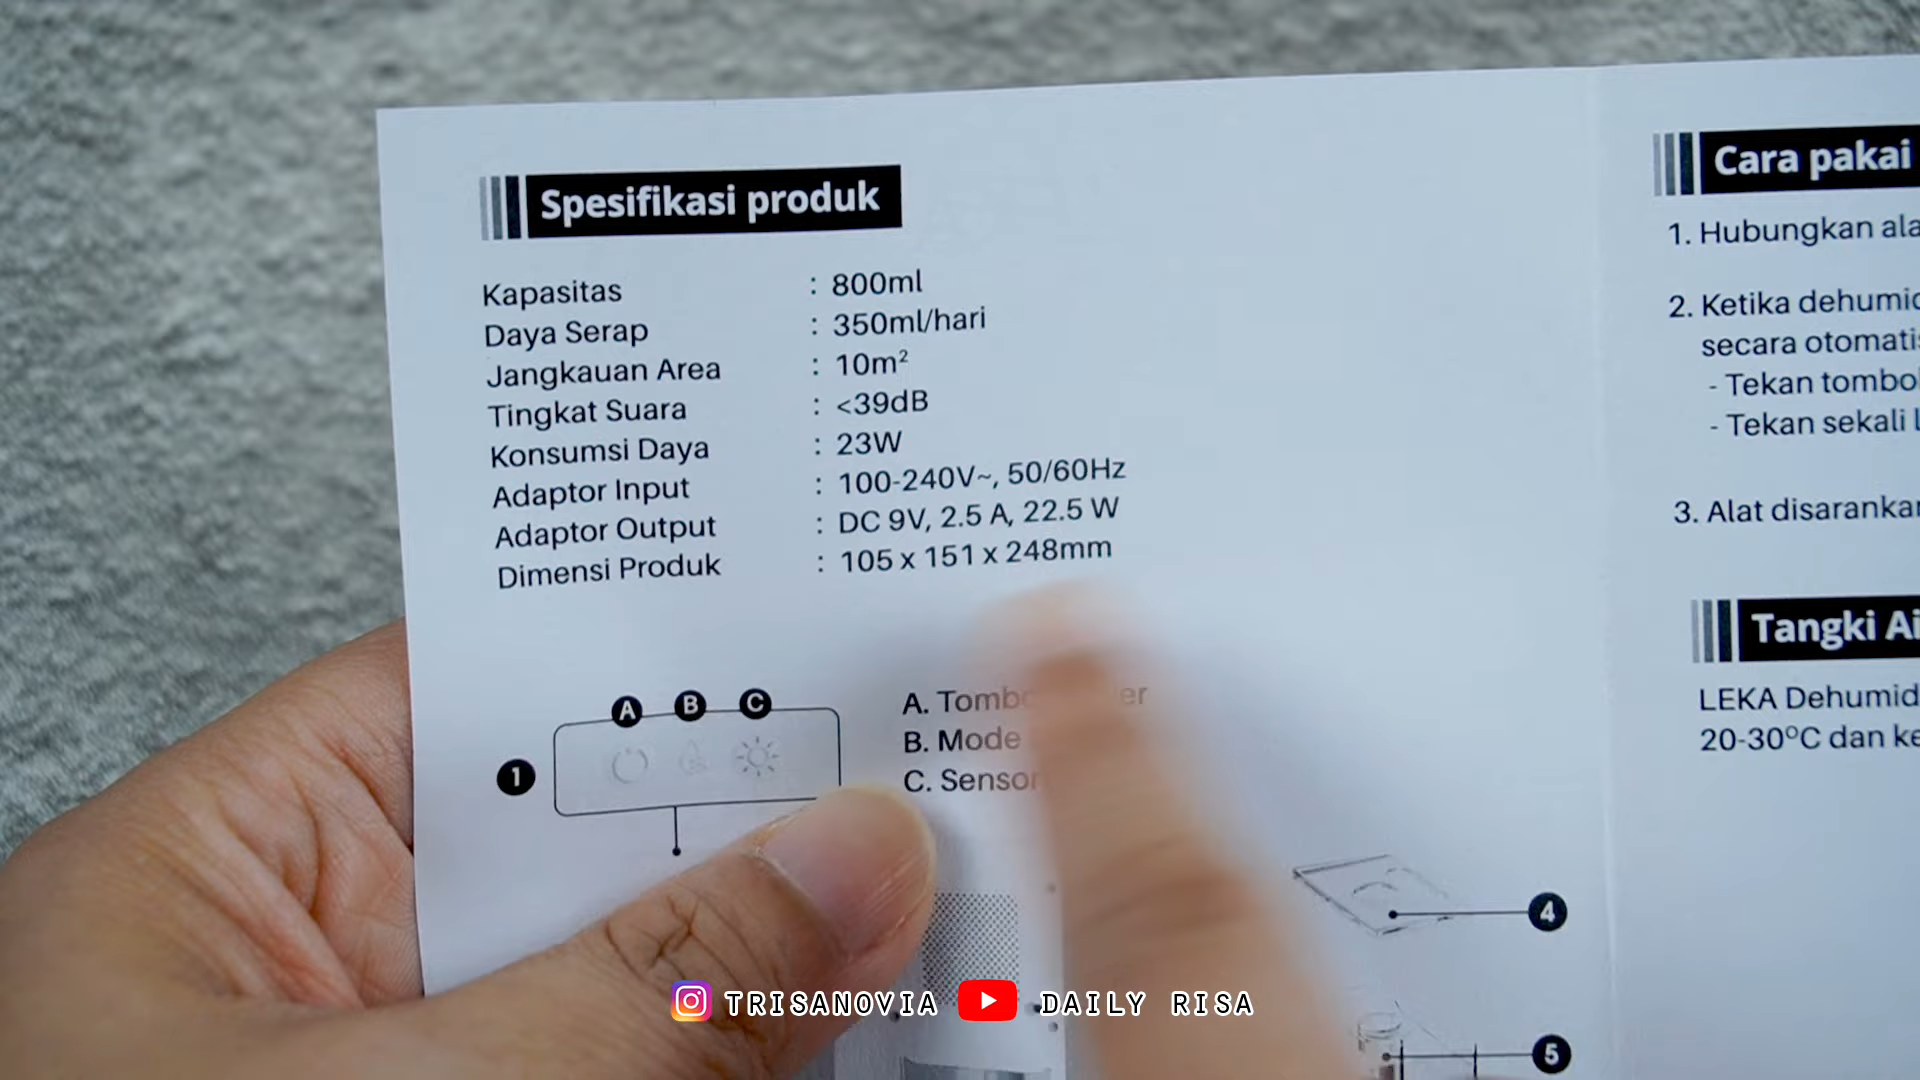 Spesifikasi produk
Kapasitas : 800ml
Daya Serap : 350ml/hari
Jangkauan Area : 10m²
Tingkat Suara : <39dB
Konsumsi Daya : 23W
Adaptor Input : 100-240V~, 50/60Hz
Adaptor Output : DC 9V, 2.5 A, 22.5 W
Dimensi Produk : 105 x 151 x 248mm
A B C
1
A. Tombo
B. Mode
C. Sensor
4
5
Cara pakai
1. Hubungkan ala
2. Ketika dehumid
secara otomatis
- Tekan tombol
- Tekan sekali l
3. Alat disarankan
Tangki Ai
LEKA Dehumid
20-30°C dan ke
TRISANOVIA DAILY RISA